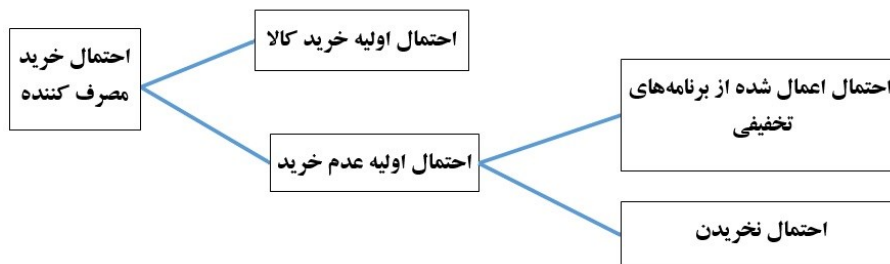 احتمال خرید
مصرف کننده
احتمال اولیه خرید کالا
احتمال اولیه عدم خرید
احتمال اعمال شده از برنامه‌های
تخفیفی
احتمال نخریدن